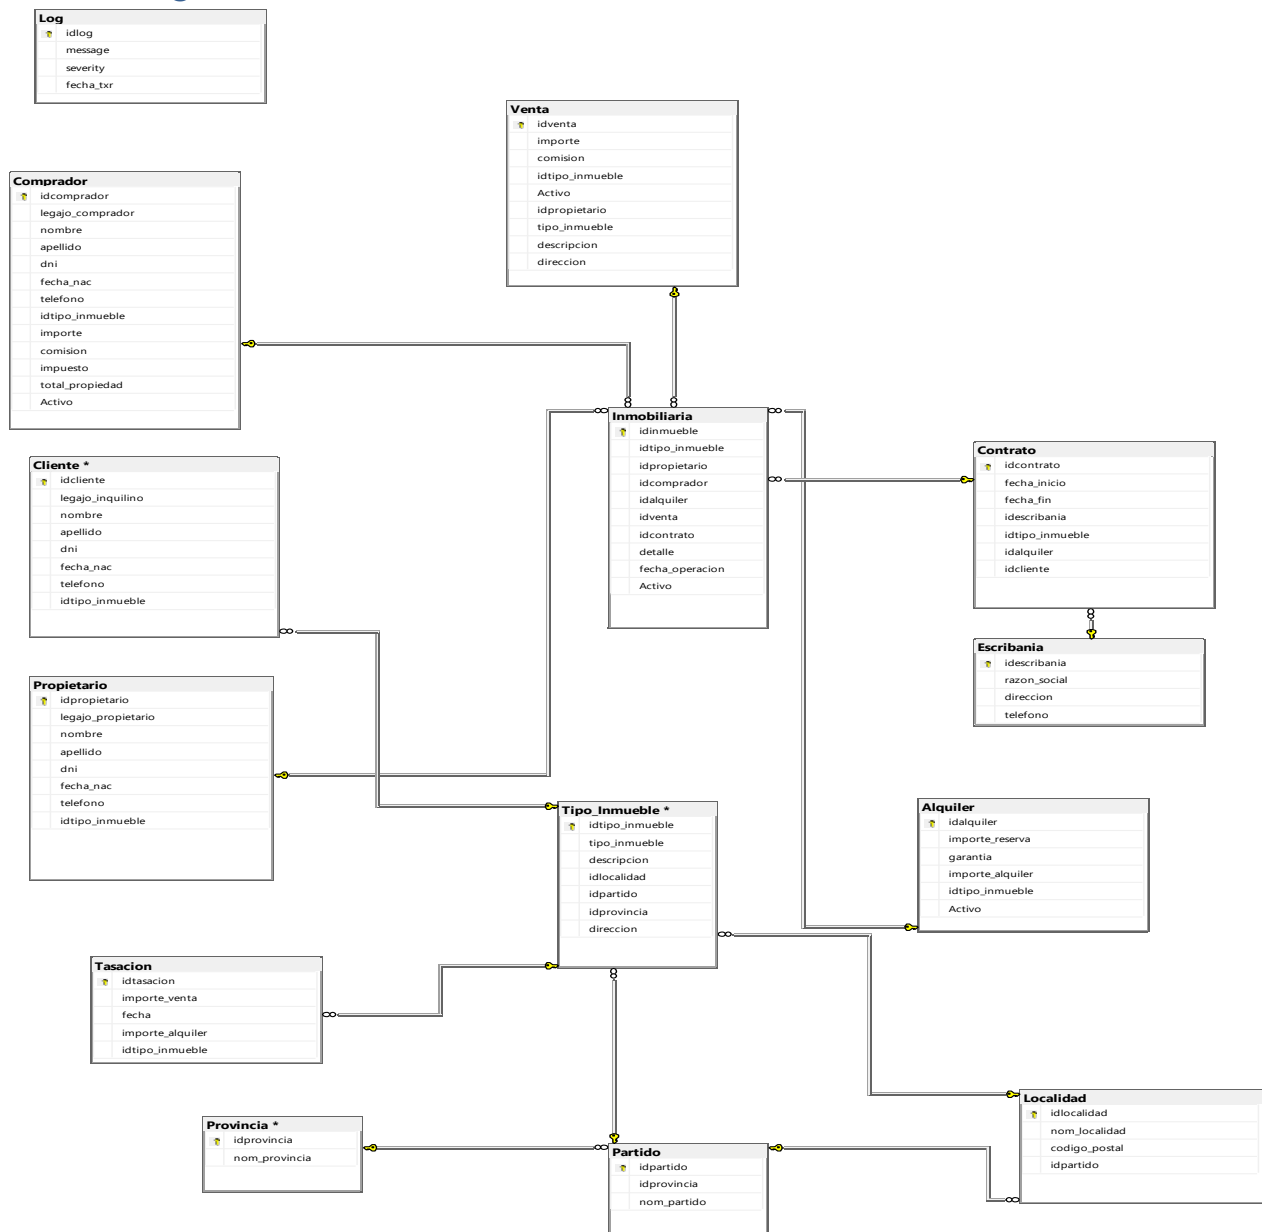 Log
idlog
message
severity
fecha_txr
Venta
idventa
importe
comision
idtipo_inmueble
Activo
idpropietario
tipo_inmueble
descripcion
direccion
Comprador
idcomprador
legajo_comprador
nombre
apellido
dni
fecha_nac
telefono
idtipo_inmueble
importe
comision
impuesto
total_propiedad
Activo
Inmobiliaria
idinmueble
idtipo_inmueble
idpropietario
idcomprador
idalquiler
idventa
idcontrato
detalle
fecha_operacion
Activo
Contrato
idcontrato
fecha_inicio
fecha_fin
idescribania
idtipo_inmueble
idalquiler
idcliente
Cliente *
idcliente
legajo_inquilino
nombre
apellido
dni
fecha_nac
telefono
idtipo_inmueble
Escribania
idescribania
razon_social
direccion
telefono
Propietario
idpropietario
legajo_propietario
nombre
apellido
dni
fecha_nac
telefono
idtipo_inmueble
Tipo_Inmueble *
idtipo_inmueble
tipo_inmueble
descripcion
idlocalidad
idpartido
idprovincia
direccion
Alquiler
idalquiler
importe_reserva
garantia
importe_alquiler
idtipo_inmueble
Activo
Tasacion
idtasacion
importe_venta
fecha
importe_alquiler
idtipo_inmueble
Localidad
idlocalidad
nom_localidad
codigo_postal
idpartido
Provincia *
idprovincia
nom_provincia
Partido
idpartido
idprovincia
nom_partido